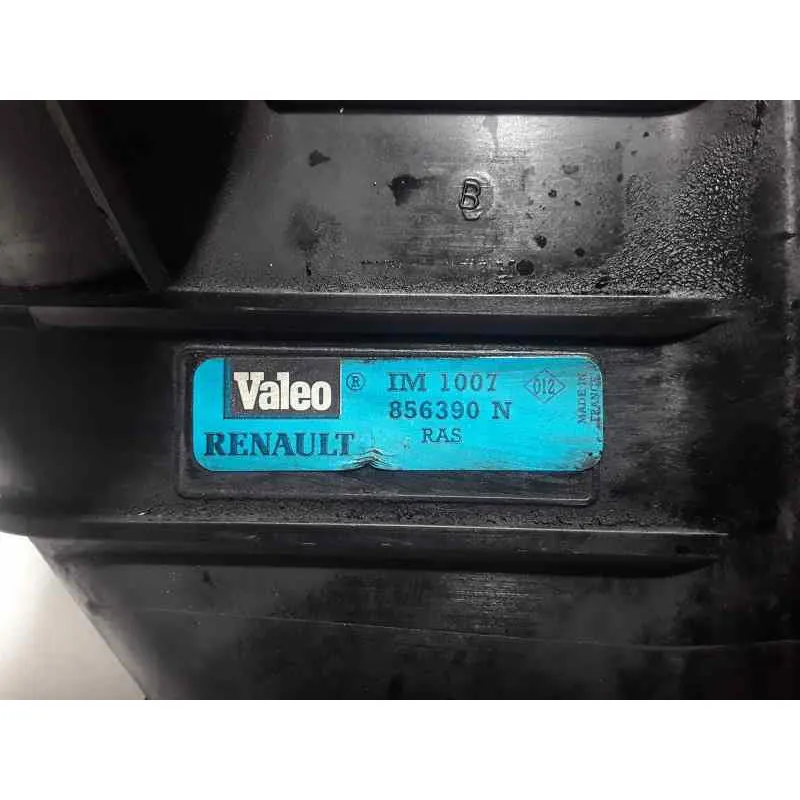 B
Valeo ® IM 1007 012
856390 N
RENAULT RAS
MADE IN
FRANCE